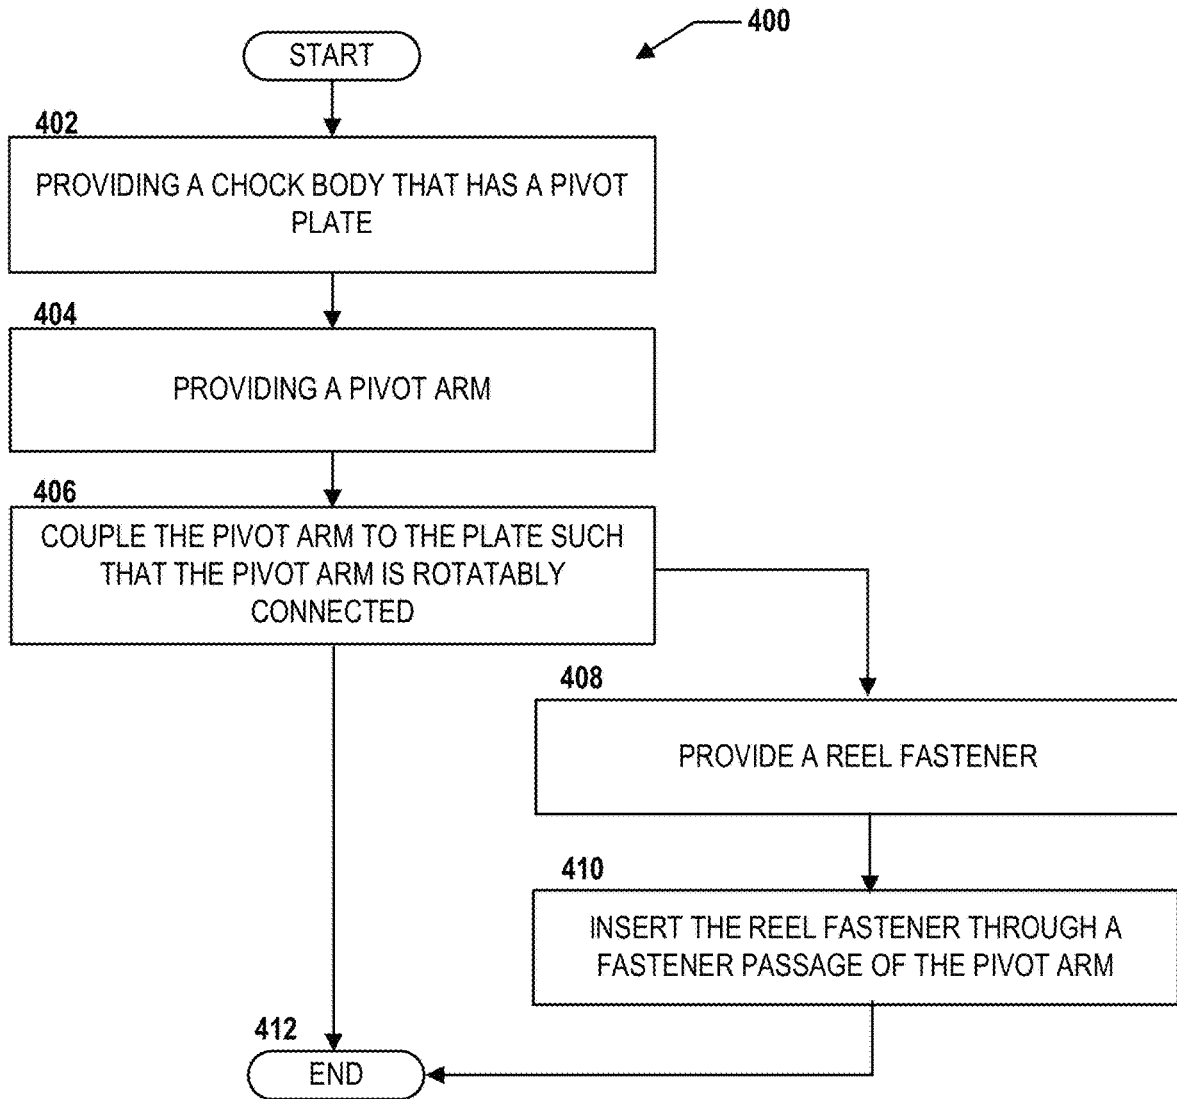 400
START
402
PROVIDING A CHOCK BODY THAT HAS A PIVOT
PLATE
404
PROVIDING A PIVOT ARM
406
COUPLE THE PIVOT ARM TO THE PLATE SUCH
THAT THE PIVOT ARM IS ROTATABLY
CONNECTED
408
PROVIDE A REEL FASTENER
410
INSERT THE REEL FASTENER THROUGH A
FASTENER PASSAGE OF THE PIVOT ARM
412
END